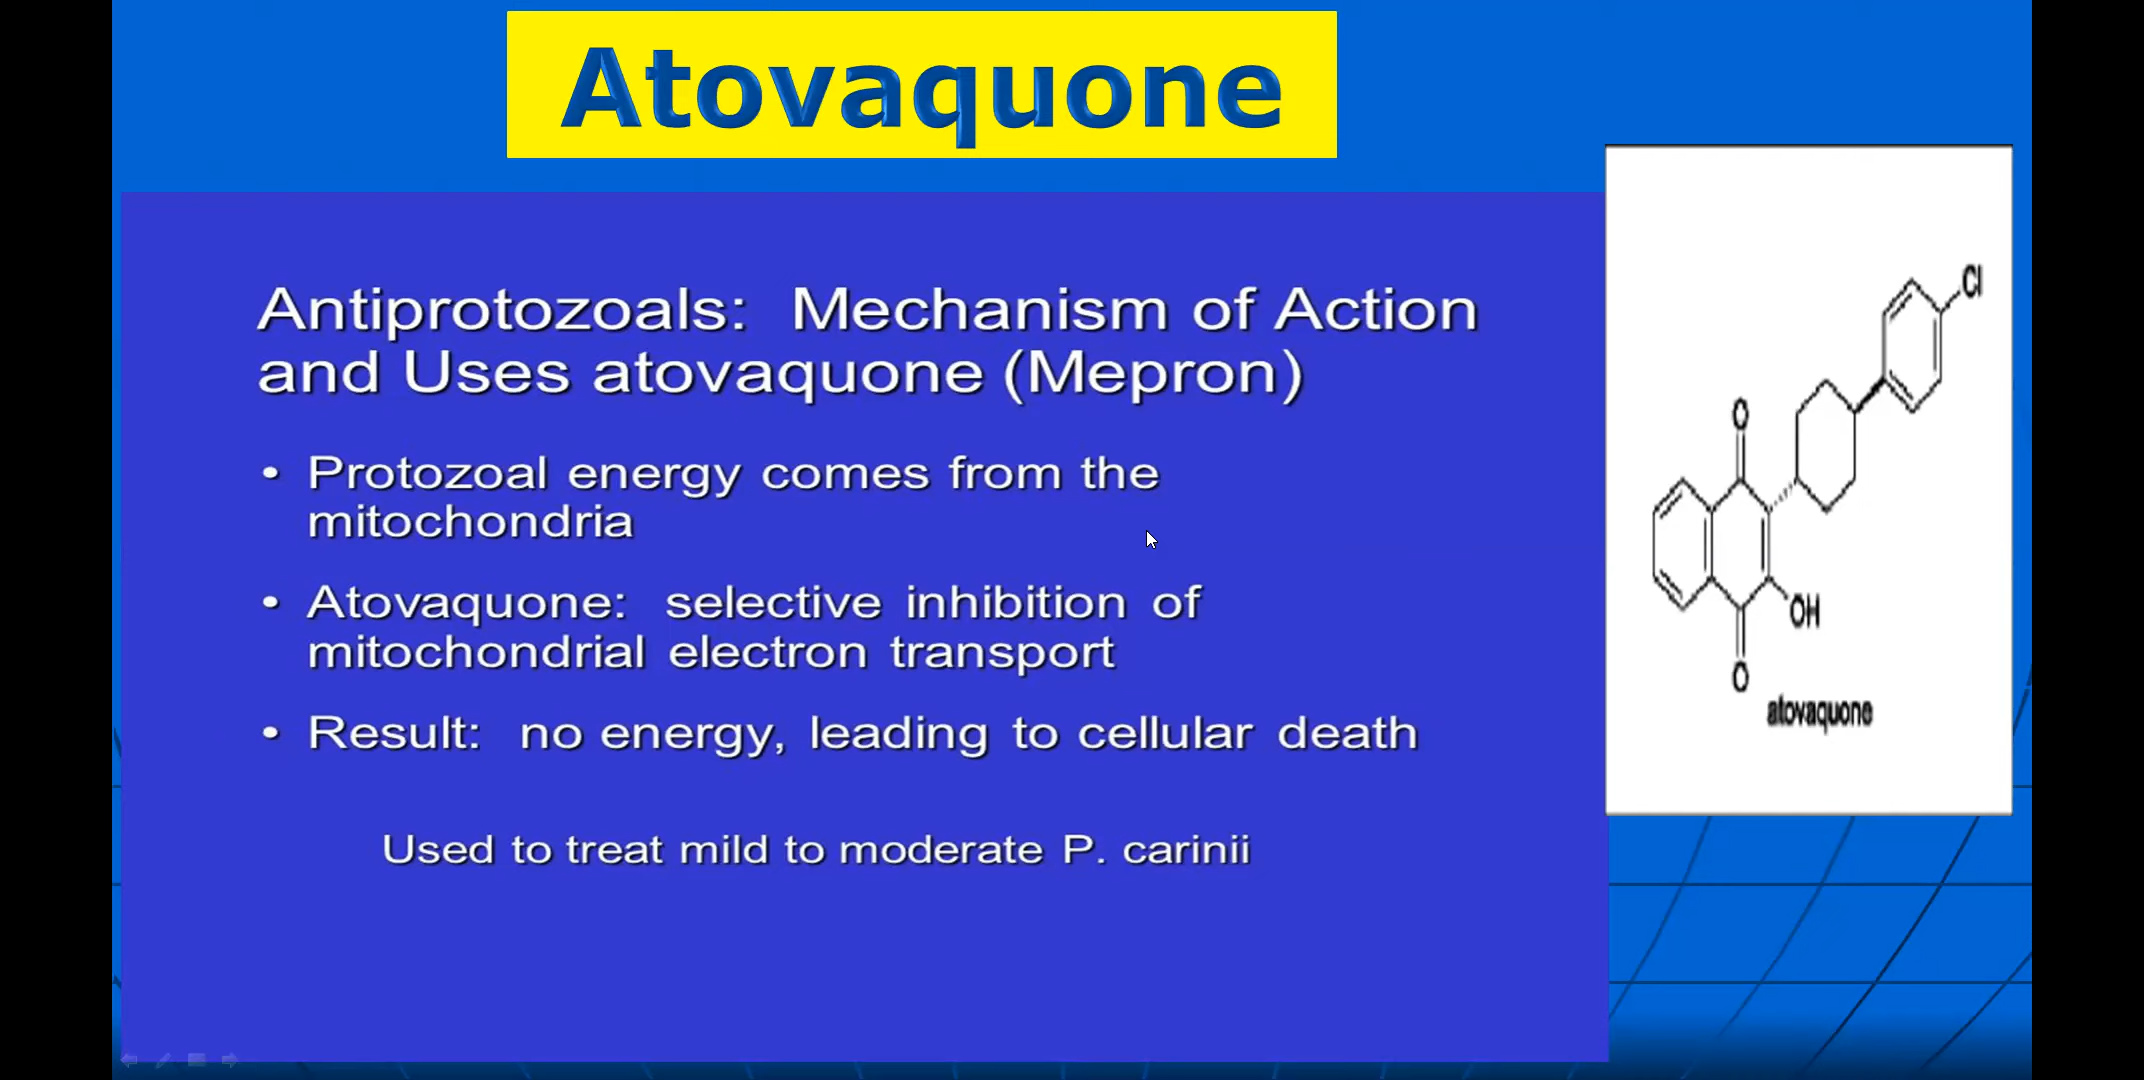 Atovaquone
Antiprotozoals: Mechanism of Action
and Uses atovaquone (Mepron)
• Protozoal energy comes from the
mitochondria
• Atovaquone: selective inhibition of
mitochondrial electron transport
• Result: no energy, leading to cellular death
Used to treat mild to moderate P. carinii
Cl
O
OH
O
atovaquone